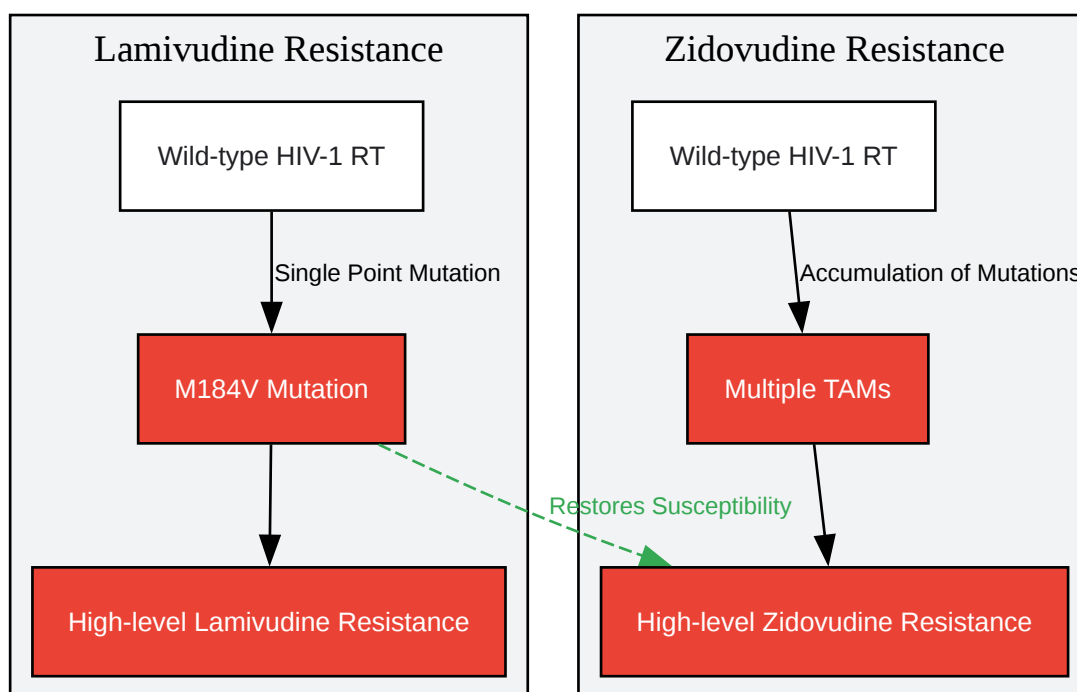 Lamivudine Resistance
Wild-type HIV-1 RT
Single Point Mutation
M184V Mutation
High-level Lamivudine Resistance
Zidovudine Resistance
Wild-type HIV-1 RT
Accumulation of Mutations
Multiple TAMs
Restores Susceptibility
High-level Zidovudine Resistance